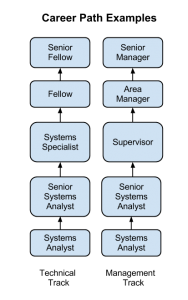 Career Path Examples
Senior
Fellow
Senior
Manager
Fellow
Area
Manager
Systems
Specialist
Supervisor
Senior
Systems
Analyst
Senior
Systems
Analyst
Systems
Analyst
Systems
Analyst
Technical
Track
Management
Track